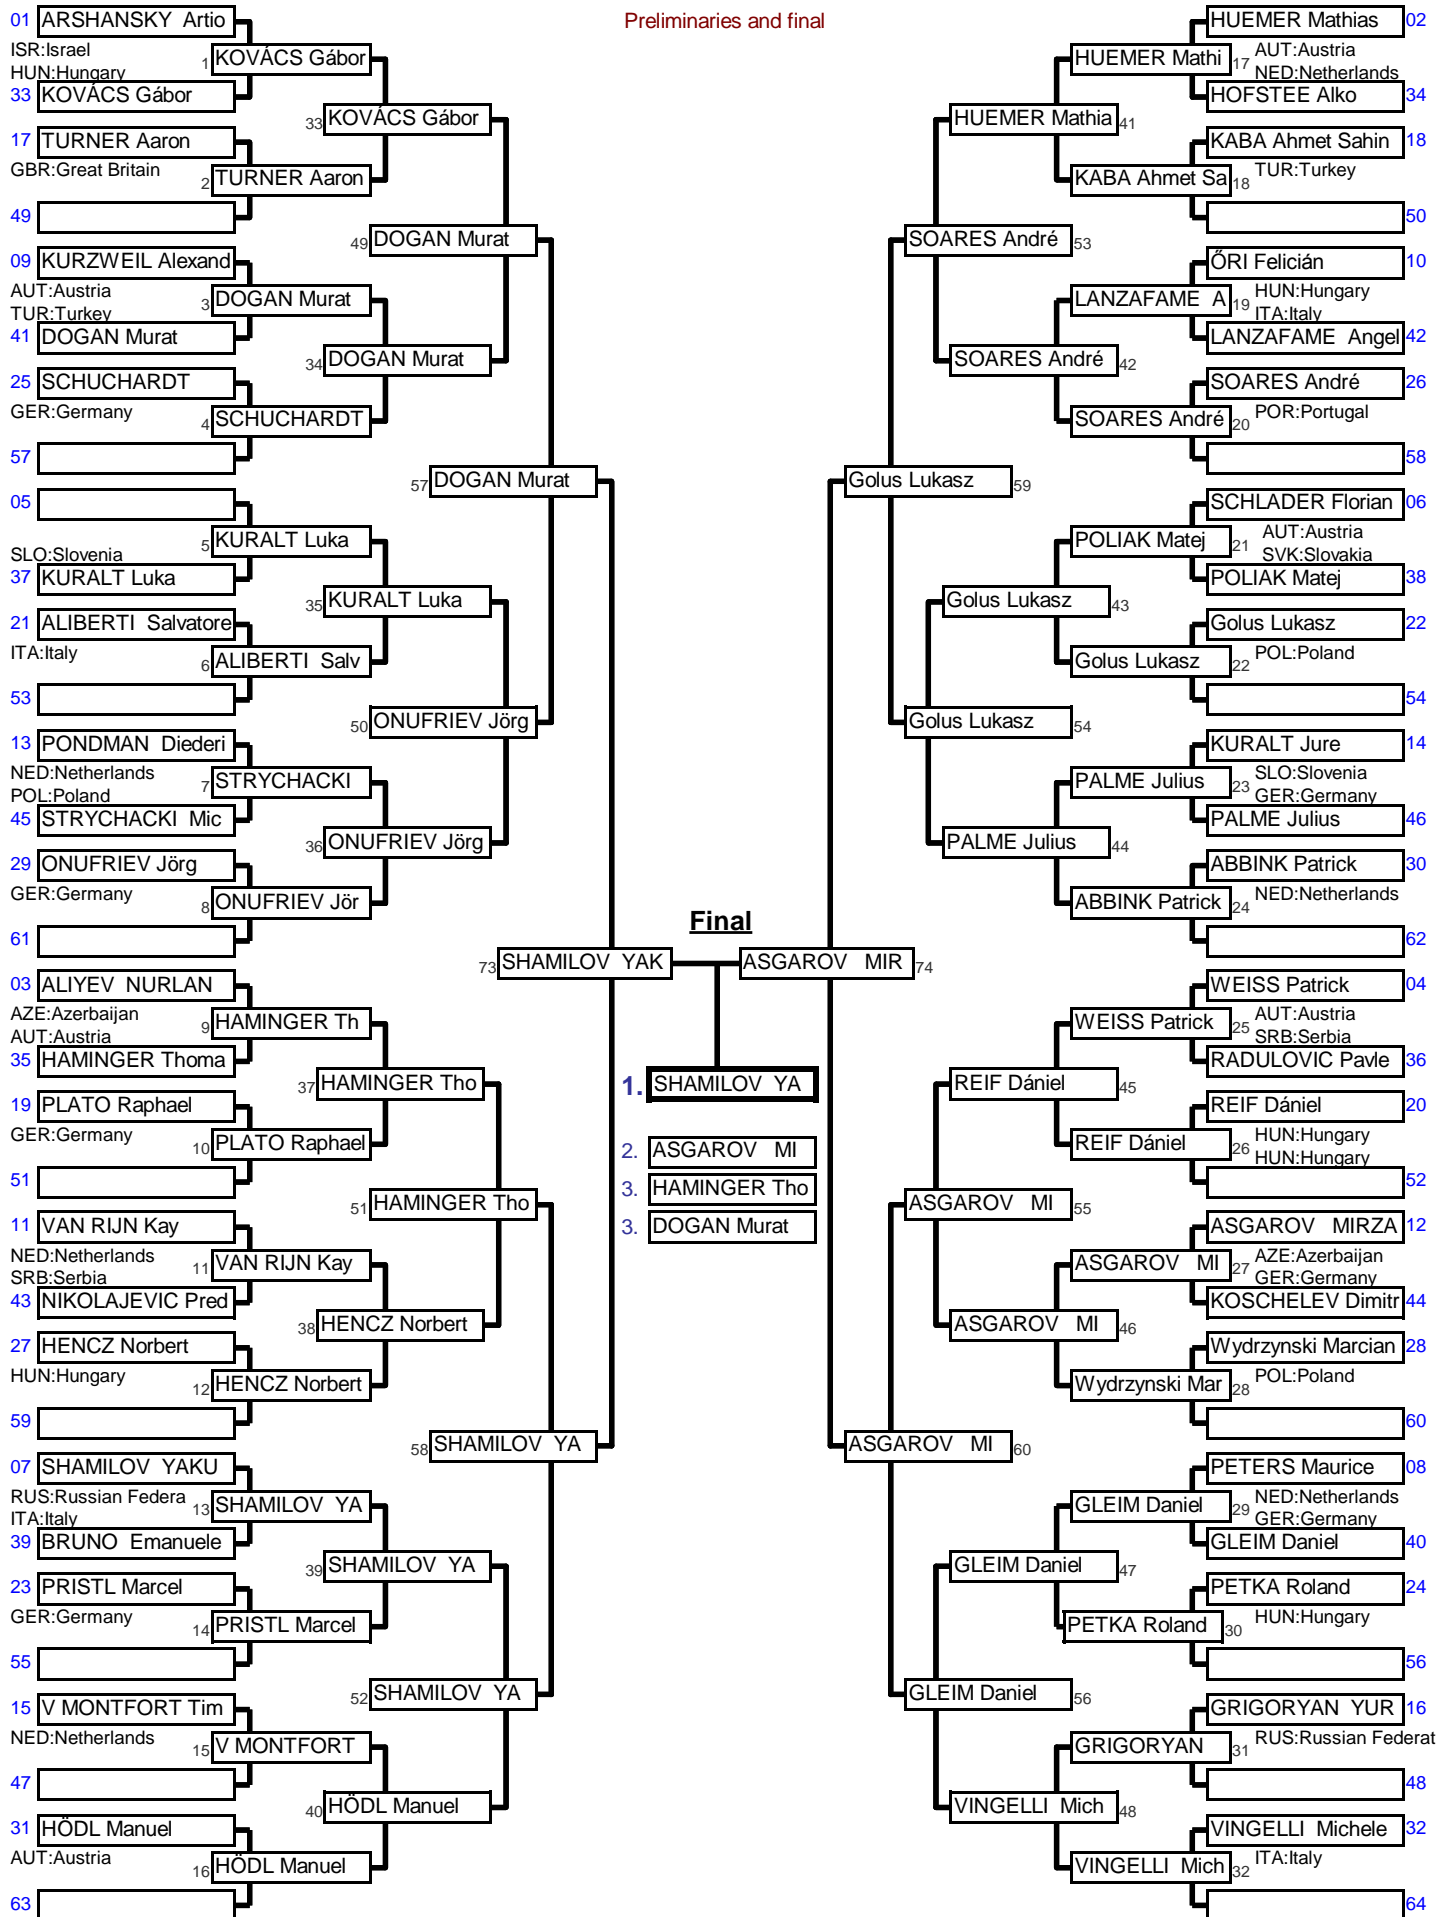 Preliminaries and final
01 ARSHANSKY Artio
ISR:Israel
HUN:Hungary
1 KOVÁCS Gábor
33 KOVÁCS Gábor
33 KOVÁCS Gábor
17 TURNER Aaron
GBR:Great Britain
2 TURNER Aaron
49
49 DOGAN Murat
09 KURZWEIL Alexand
AUT:Austria
TUR:Turkey
3 DOGAN Murat
41 DOGAN Murat
34 DOGAN Murat
25 SCHUCHARDT
GER:Germany
4 SCHUCHARDT
57
57 DOGAN Murat
05
SLO:Slovenia
5 KURALT Luka
37 KURALT Luka
35 KURALT Luka
21 ALIBERTI Salvatore
ITA:Italy
6 ALIBERTI Salv
53
50 ONUFRIEV Jörg
13 PONDMAN Diederi
NED:Netherlands
POL:Poland
7 STRYCHACKI
45 STRYCHACKI Mic
36 ONUFRIEV Jörg
29 ONUFRIEV Jörg
GER:Germany
8 ONUFRIEV Jör
61
73 SHAMILOV YAK
03 ALIYEV NURLAN
AZE:Azerbaijan
AUT:Austria
9 HAMINGER Th
35 HAMINGER Thoma
37 HAMINGER Tho
19 PLATO Raphael
GER:Germany
10 PLATO Raphael
51
51 HAMINGER Tho
11 VAN RIJN Kay
NED:Netherlands
SRB:Serbia
11 VAN RIJN Kay
43 NIKOLAJEVIC Pred
38 HENCZ Norbert
27 HENCZ Norbert
HUN:Hungary
12 HENCZ Norbert
59
58 SHAMILOV YA
07 SHAMILOV YAKU
RUS:Russian Federa
ITA:Italy
13 SHAMILOV YA
39 BRUNO Emanuele
39 SHAMILOV YA
23 PRISTL Marcel
GER:Germany
14 PRISTL Marcel
55
52 SHAMILOV YA
15 V MONTFORT Tim
NED:Netherlands
15 V MONTFORT
47
40 HÖDL Manuel
31 HÖDL Manuel
AUT:Austria
16 HÖDL Manuel
63
Final
1. SHAMILOV YA
2. ASGAROV MI
3. HAMINGER Tho
3. DOGAN Murat
HUEMER Mathias 02
AUT:Austria
NED:Netherlands
HUEMER Mathi 17
HOFSTEE Alko 34
HUEMER Mathia 41
KABA Ahmet Sahin 18
TUR:Turkey
KABA Ahmet Sa 18
50
SOARES André 53
ŐRI Felicián 10
HUN:Hungary
ITA:Italy
LANZAFAME A 19
LANZAFAME Angel 42
SOARES André 42
SOARES André 26
POR:Portugal
SOARES André 20
58
Golus Lukasz 59
SCHLADER Florian 06
AUT:Austria
SVK:Slovakia
POLIAK Matej 21
POLIAK Matej 38
Golus Lukasz 43
Golus Lukasz 22
POL:Poland
Golus Lukasz 22
54
Golus Lukasz 54
KURALT Jure 14
SLO:Slovenia
GER:Germany
PALME Julius 23
PALME Julius 46
PALME Julius 44
ABBINK Patrick 30
NED:Netherlands
ABBINK Patrick 24
62
ASGAROV MIR 74
WEISS Patrick 04
AUT:Austria
SRB:Serbia
WEISS Patrick 25
RADULOVIC Pavle 36
REIF Dániel 45
REIF Dániel 20
HUN:Hungary
HUN:Hungary
REIF Dániel 26
52
ASGAROV MI 55
ASGAROV MIRZA 12
AZE:Azerbaijan
GER:Germany
ASGAROV MI 27
KOSCHELEV Dimitr 44
ASGAROV MI 46
Wydrzynski Marcian 28
POL:Poland
Wydrzynski Mar 28
60
ASGAROV MI 60
PETERS Maurice 08
NED:Netherlands
GER:Germany
GLEIM Daniel 29
GLEIM Daniel 40
GLEIM Daniel 47
PETKA Roland 24
HUN:Hungary
PETKA Roland 30
56
GLEIM Daniel 56
GRIGORYAN YUR 16
RUS:Russian Federat
GRIGORYAN 31
48
VINGELLI Mich 48
VINGELLI Michele 32
ITA:Italy
VINGELLI Mich 32
64